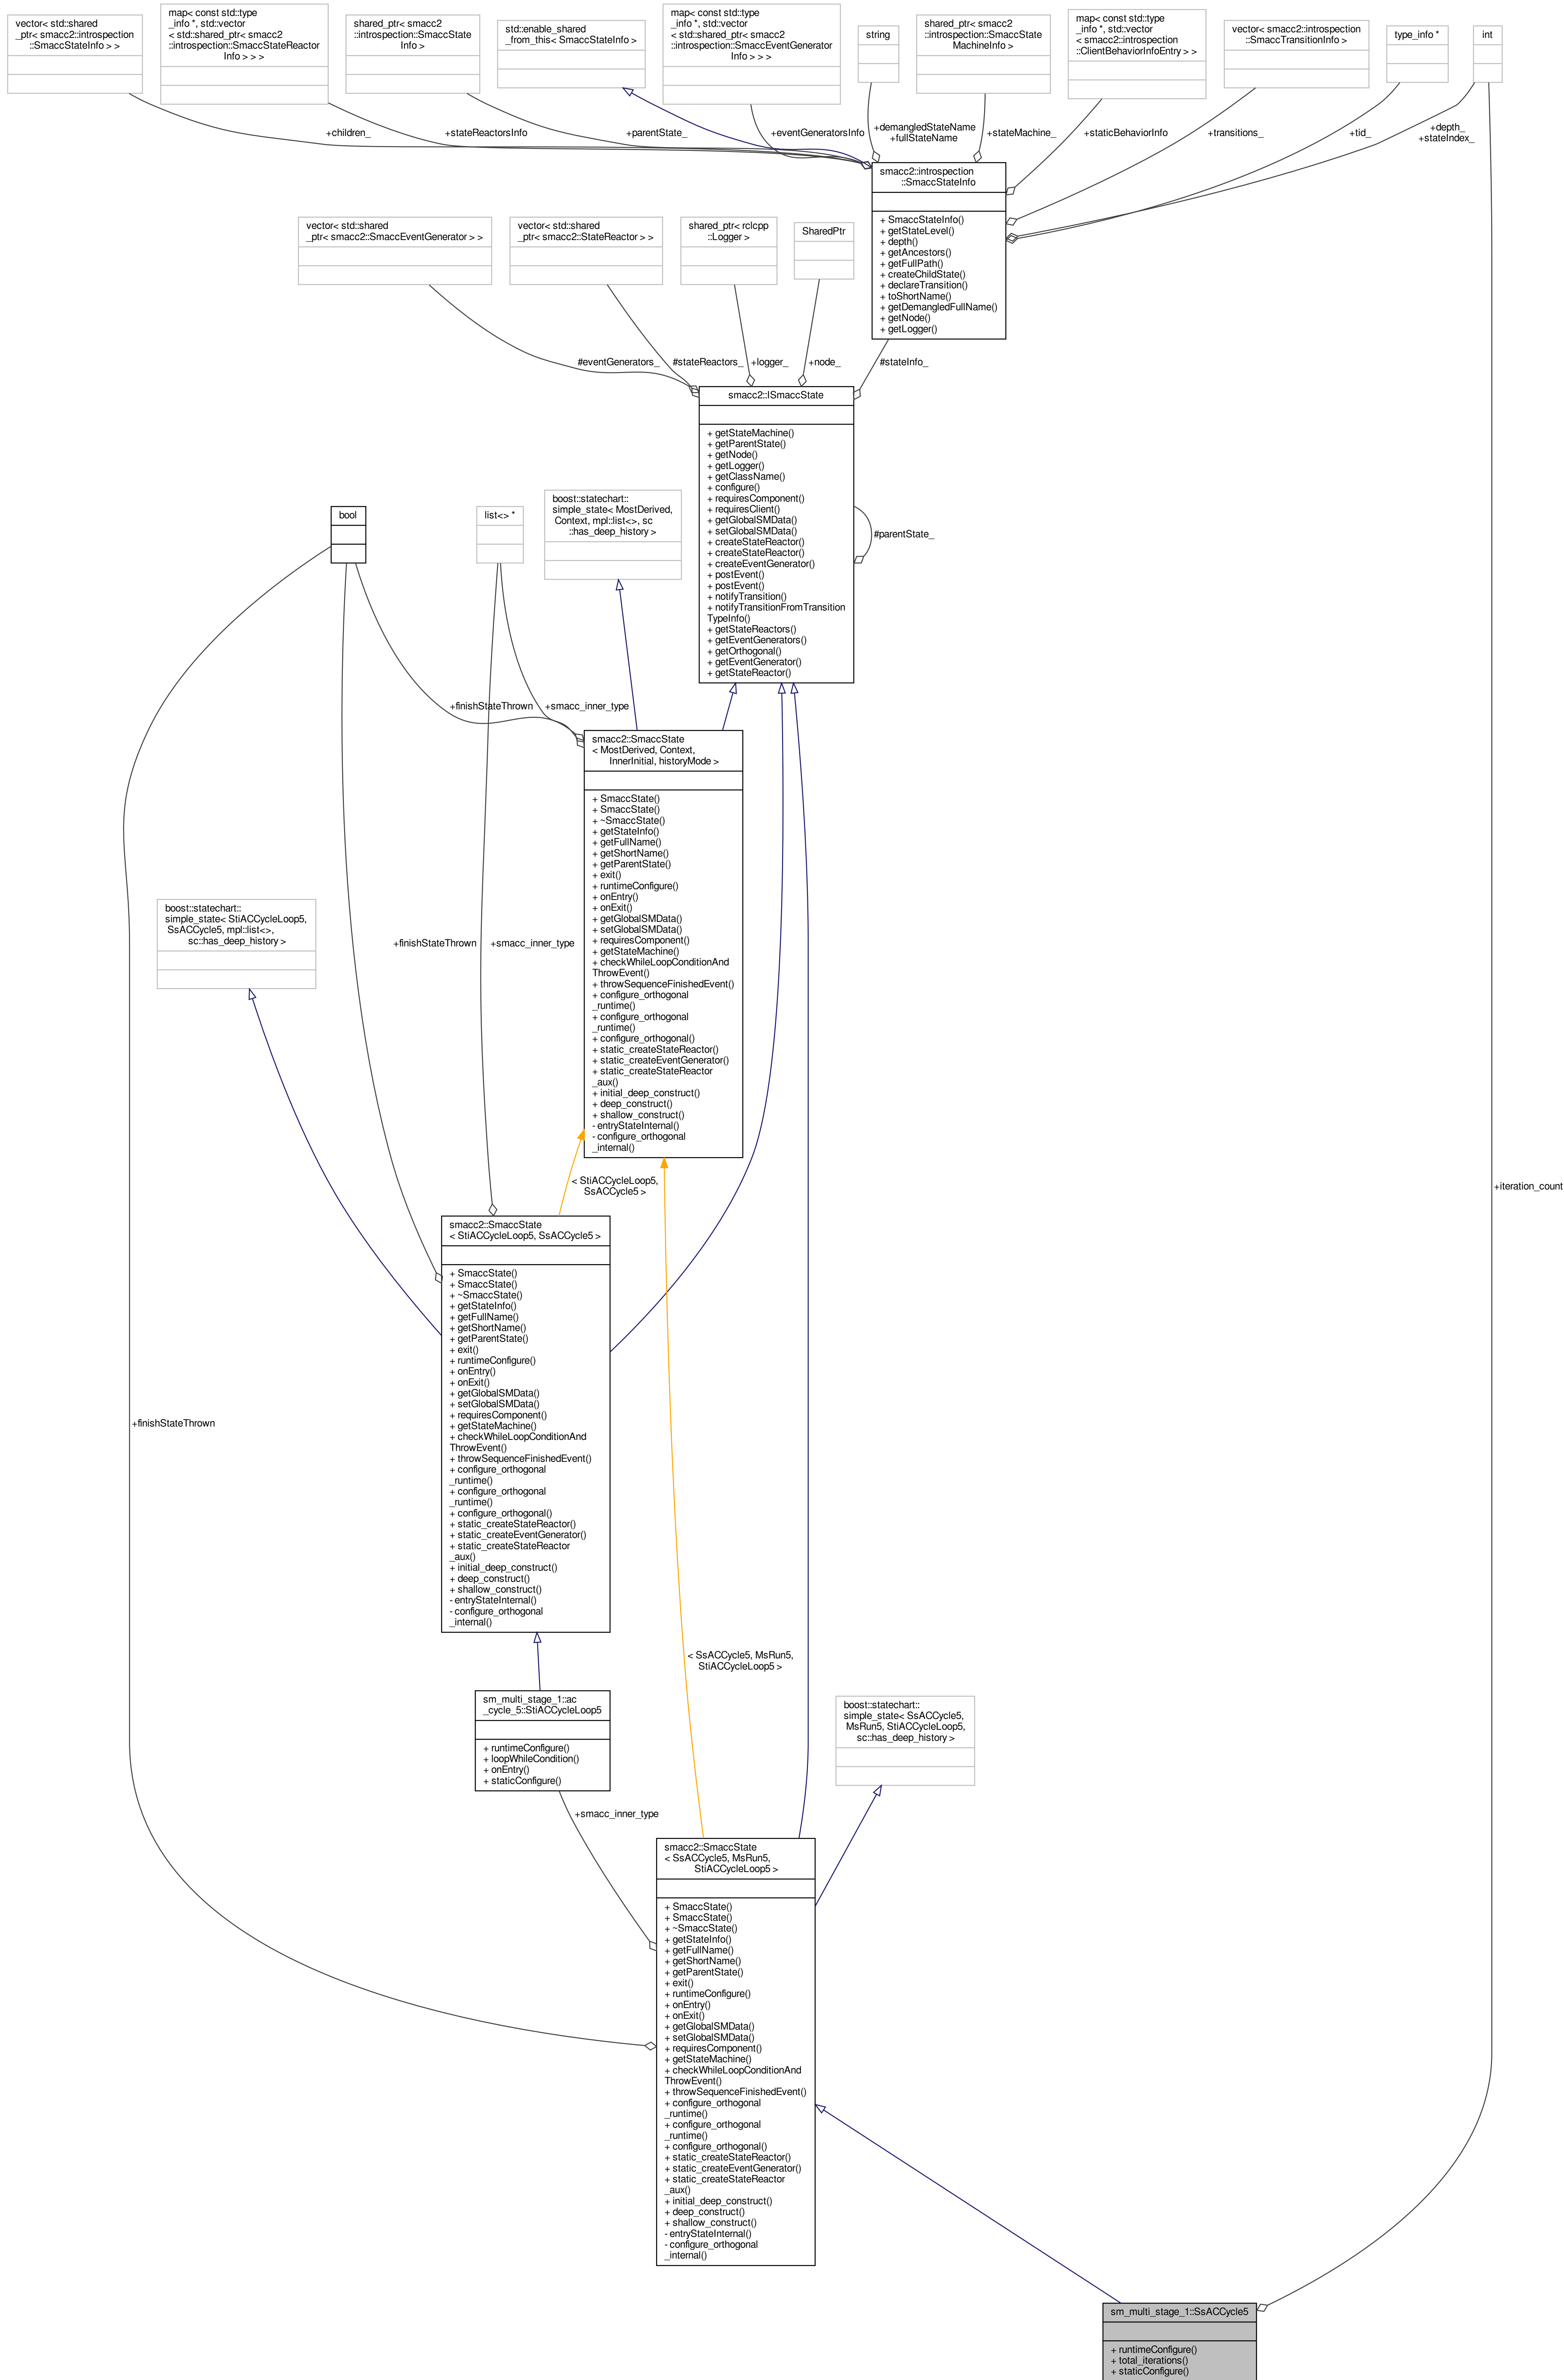 vector< std::shared
_ptr< smacc2::introspection
::SmaccStateInfo > >
map< const std::type
_info *, std::vector
< std::shared_ptr< smacc2
::introspection::SmaccStateReactor
Info > > >
shared_ptr< smacc2
::introspection::SmaccState
Info >
std::enable_shared
_from_this< SmaccStateInfo >
map< const std::type
_info *, std::vector
< std::shared_ptr< smacc2
::introspection::SmaccEventGenerator
Info > > >
string
shared_ptr< smacc2
::introspection::SmaccState
MachineInfo >
map< const std::type
_info *, std::vector
< smacc2::introspection
::ClientBehaviorInfoEntry > >
vector< smacc2::introspection
::SmaccTransitionInfo >
type_info *
int
+children_
+stateReactorsInfo
+parentState_
+eventGeneratorsInfo
+demangledStateName
+fullStateName
+stateMachine_
+staticBehaviorInfo
+transitions_
+tid_
+depth_
+stateIndex_
smacc2::introspection
::SmaccStateInfo
+ SmaccStateInfo()
+ getStateLevel()
+ depth()
+ getAncestors()
+ getFullPath()
+ createChildState()
+ declareTransition()
+ toShortName()
+ getDemangledFullName()
+ getNode()
+ getLogger()
vector< std::shared
_ptr< smacc2::SmaccEventGenerator > >
vector< std::shared
_ptr< smacc2::StateReactor > >
shared_ptr< rclcpp
::Logger >
SharedPtr
#eventGenerators_
#stateReactors_
+logger_
+node_
#stateInfo_
smacc2::ISmaccState
+ getStateMachine()
+ getParentState()
+ getNode()
+ getLogger()
+ getClassName()
+ configure()
+ requiresComponent()
+ requiresClient()
+ getGlobalSMData()
+ setGlobalSMData()
+ createStateReactor()
+ createStateReactor()
+ createEventGenerator()
+ postEvent()
+ postEvent()
+ notifyTransition()
+ notifyTransitionFromTransition
TypeInfo()
+ getStateReactors()
+ getEventGenerators()
+ getOrthogonal()
+ getEventGenerator()
+ getStateReactor()
#parentState_
bool
list<> *
boost::statechart::
simple_state< MostDerived,
Context, mpl::list<>, sc
::has_deep_history >
+finishStateThrown
+smacc_inner_type
smacc2::SmaccState
< MostDerived, Context,
InnerInitial, historyMode >
+ SmaccState()
+ SmaccState()
+ ~SmaccState()
+ getStateInfo()
+ getFullName()
+ getShortName()
+ getParentState()
+ exit()
+ runtimeConfigure()
+ onEntry()
+ onExit()
+ getGlobalSMData()
+ setGlobalSMData()
+ requiresComponent()
+ getStateMachine()
+ checkWhileLoopConditionAnd
ThrowEvent()
+ throwSequenceFinishedEvent()
+ configure_orthogonal
_runtime()
+ configure_orthogonal
_runtime()
+ configure_orthogonal()
+ static_createStateReactor()
+ static_createEventGenerator()
+ static_createStateReactor
_aux()
+ initial_deep_construct()
+ deep_construct()
+ shallow_construct()
- entryStateInternal()
- configure_orthogonal
_internal()
boost::statechart::
simple_state< StiACCycleLoop5,
SsACCycle5, mpl::list<>,
sc::has_deep_history >
+finishStateThrown
+smacc_inner_type
< StiACCycleLoop5,
SsACCycle5 >
+iteration_count
smacc2::SmaccState
< StiACCycleLoop5, SsACCycle5 >
+ SmaccState()
+ SmaccState()
+ ~SmaccState()
+ getStateInfo()
+ getFullName()
+ getShortName()
+ getParentState()
+ exit()
+ runtimeConfigure()
+ onEntry()
+ onExit()
+ getGlobalSMData()
+ setGlobalSMData()
+ requiresComponent()
+ getStateMachine()
+ checkWhileLoopConditionAnd
ThrowEvent()
+ throwSequenceFinishedEvent()
+ configure_orthogonal
_runtime()
+ configure_orthogonal
_runtime()
+ configure_orthogonal()
+ static_createStateReactor()
+ static_createEventGenerator()
+ static_createStateReactor
_aux()
+ initial_deep_construct()
+ deep_construct()
+ shallow_construct()
- entryStateInternal()
- configure_orthogonal
_internal()
+finishStateThrown
< SsACCycle5, MsRun5,
StiACCycleLoop5 >
sm_multi_stage_1::ac
_cycle_5::StiACCycleLoop5
+ runtimeConfigure()
+ loopWhileCondition()
+ onEntry()
+ staticConfigure()
boost::statechart::
simple_state< SsACCycle5,
MsRun5, StiACCycleLoop5,
sc::has_deep_history >
+smacc_inner_type
smacc2::SmaccState
< SsACCycle5, MsRun5,
StiACCycleLoop5 >
+ SmaccState()
+ SmaccState()
+ ~SmaccState()
+ getStateInfo()
+ getFullName()
+ getShortName()
+ getParentState()
+ exit()
+ runtimeConfigure()
+ onEntry()
+ onExit()
+ getGlobalSMData()
+ setGlobalSMData()
+ requiresComponent()
+ getStateMachine()
+ checkWhileLoopConditionAnd
ThrowEvent()
+ throwSequenceFinishedEvent()
+ configure_orthogonal
_runtime()
+ configure_orthogonal
_runtime()
+ configure_orthogonal()
+ static_createStateReactor()
+ static_createEventGenerator()
+ static_createStateReactor
_aux()
+ initial_deep_construct()
+ deep_construct()
+ shallow_construct()
- entryStateInternal()
- configure_orthogonal
_internal()
sm_multi_stage_1::SsACCycle5
+ runtimeConfigure()
+ total_iterations()
+ staticConfigure()